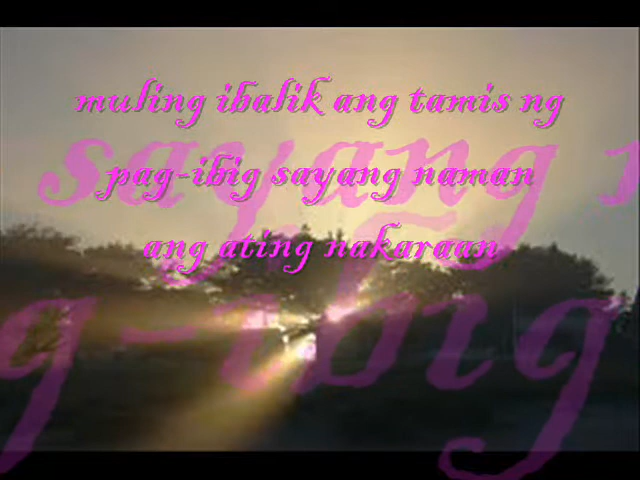 muling ibalik ang tamis ng
pag-ibig sayang naman
ang ating nakaraan
sayang n
g-ibig